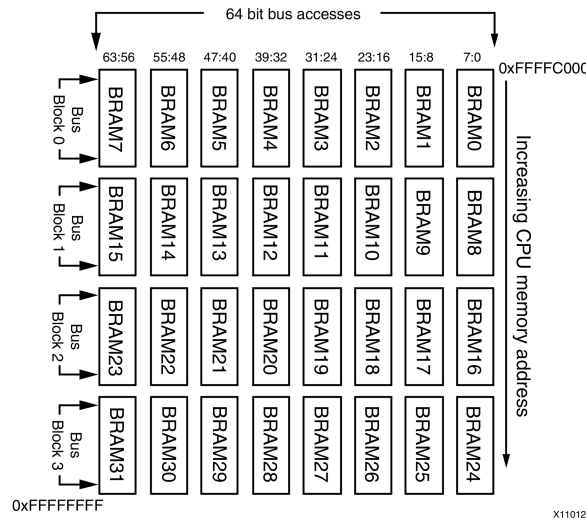 64 bit bus accesses
63:56 55:48 47:40 39:32 31:24 23:16 15:8 7:0
0xFFFFC000
Bus
Block 0
BRAM7 BRAM6 BRAM5 BRAM4 BRAM3 BRAM2 BRAM1 BRAM0
Bus
Block 1
BRAM15 BRAM14 BRAM13 BRAM12 BRAM11 BRAM10 BRAM9 BRAM8
Bus
Block 2
BRAM23 BRAM22 BRAM21 BRAM20 BRAM19 BRAM18 BRAM17 BRAM16
Bus
Block 3
BRAM31 BRAM30 BRAM29 BRAM28 BRAM27 BRAM26 BRAM25 BRAM24
Increasing CPU memory address
0xFFFFFFFF
X11012